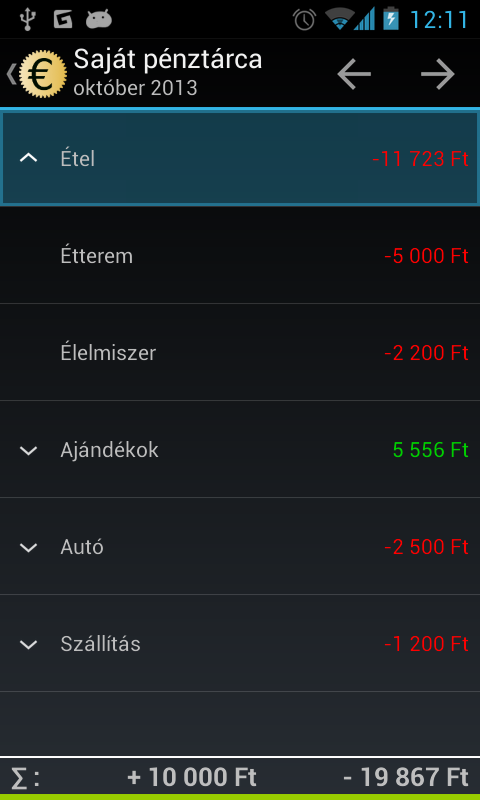 12:11
Saját pénztárca
október 2013
Étel -11 723 Ft
Étterem -5 000 Ft
Élelmiszer -2 200 Ft
Ajándékok 5 556 Ft
Autó -2 500 Ft
Szállítás -1 200 Ft
∑ : + 10 000 Ft - 19 867 Ft